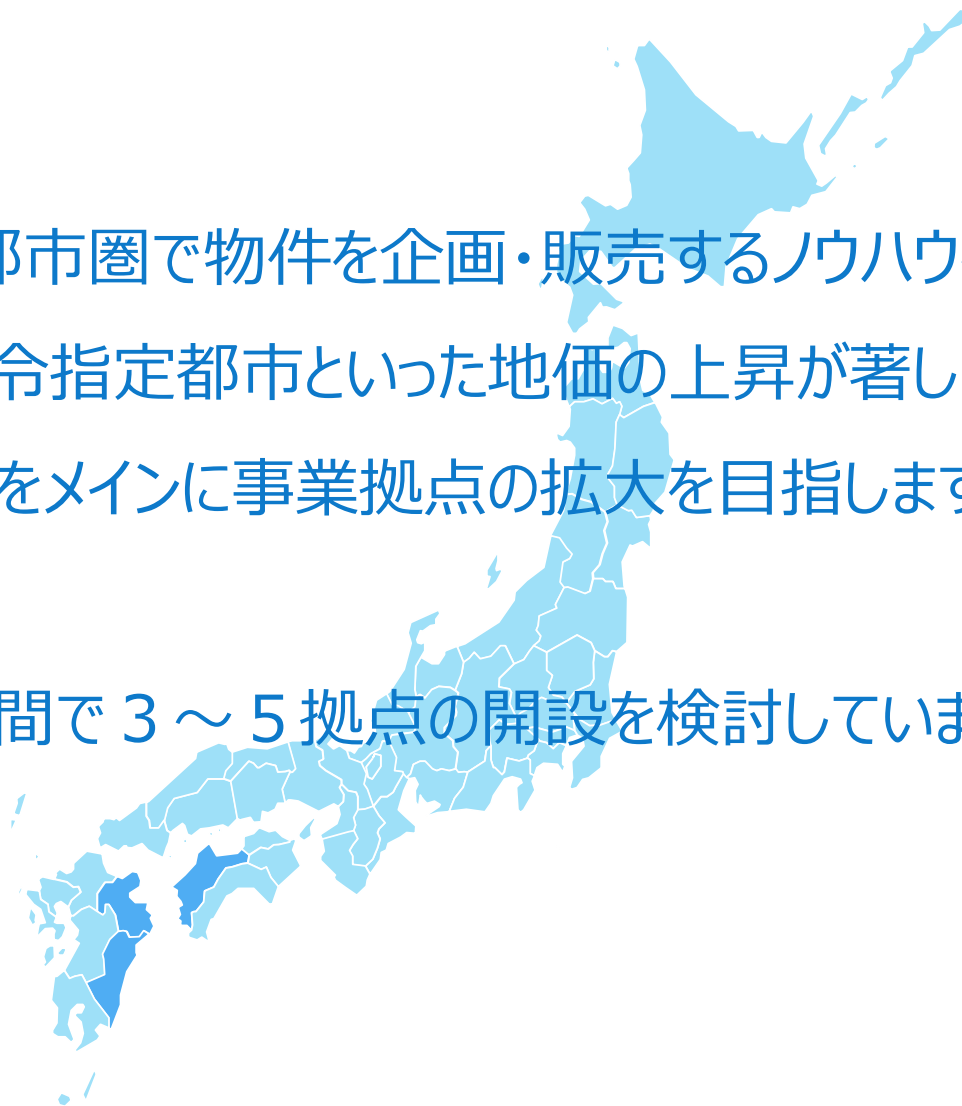 都市圏で物件を企画・販売するノウハウ
令指定都市といった地価の上昇が著し
をメインに事業拠点の拡大を目指します
間で３～５拠点の開設を検討していま